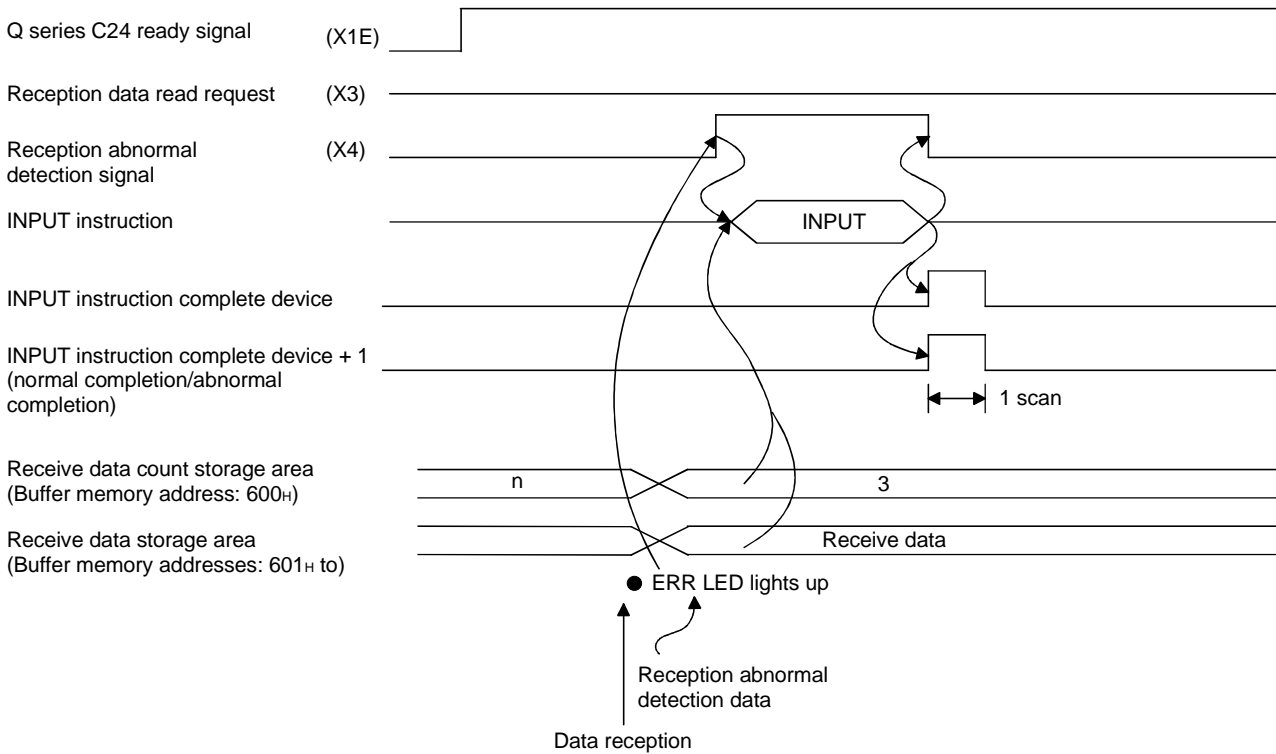 Q series C24 ready signal (X1E)
Reception data read request (X3)
Reception abnormal (X4)
detection signal
INPUT instruction
INPUT
INPUT instruction complete device
INPUT instruction complete device + 1
(normal completion/abnormal
completion)
1 scan
Receive data count storage area
(Buffer memory address: 600H)
n
3
Receive data storage area
(Buffer memory addresses: 601H to)
Receive data
● ERR LED lights up
Reception abnormal
detection data
Data reception